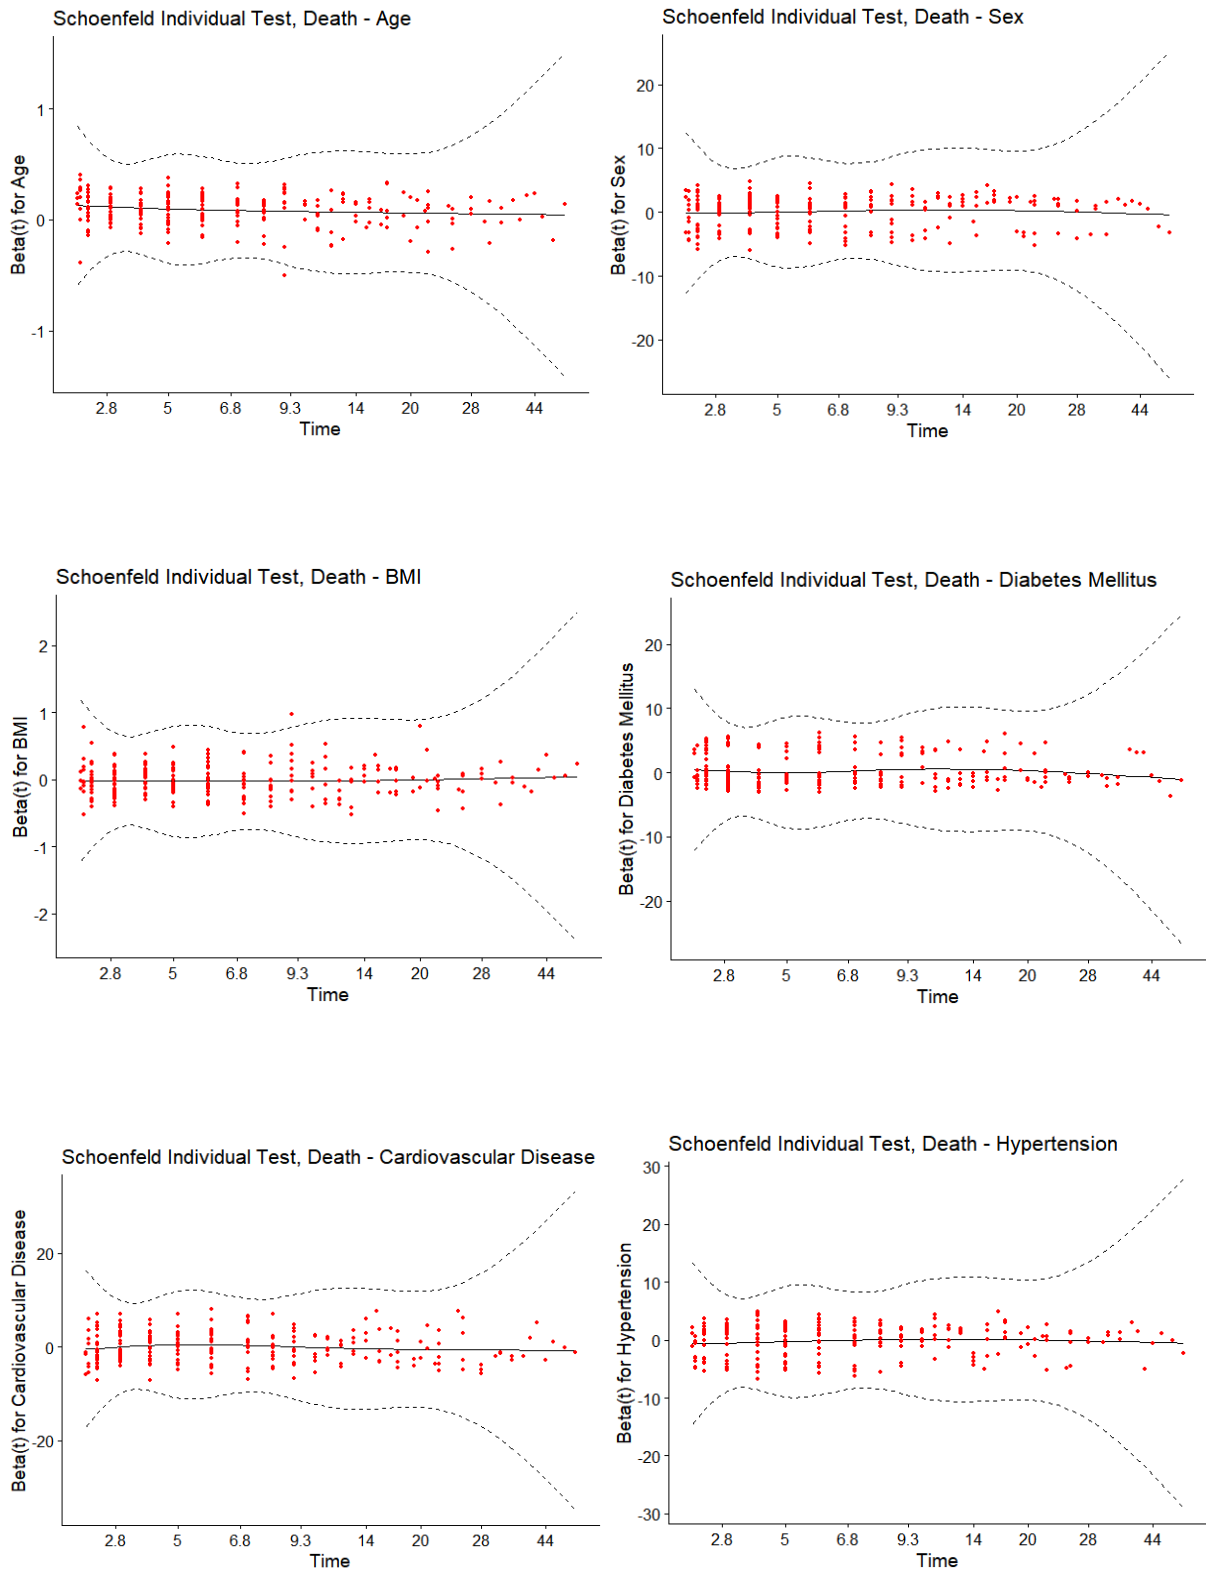 Schoenfeld Individual Test, Death - Age
Beta(t) for Age
1
0
-1
2.8 5 6.8 9.3 14 20 28 44
Time
Schoenfeld Individual Test, Death - Sex
Beta(t) for Sex
20
10
0
-10
-20
2.8 5 6.8 9.3 14 20 28 44
Time
Schoenfeld Individual Test, Death - BMI
Beta(t) for BMI
2
1
0
-1
-2
2.8 5 6.8 9.3 14 20 28 44
Time
Schoenfeld Individual Test, Death - Diabetes Mellitus
Beta(t) for Diabetes Mellitus
20
10
0
-10
-20
2.8 5 6.8 9.3 14 20 28 44
Time
Schoenfeld Individual Test, Death - Cardiovascular Disease
Beta(t) for Cardiovascular Disease
20
0
-20
2.8 5 6.8 9.3 14 20 28 44
Time
Schoenfeld Individual Test, Death - Hypertension
Beta(t) for Hypertension
30
20
10
0
-10
-20
-30
2.8 5 6.8 9.3 14 20 28 44
Time